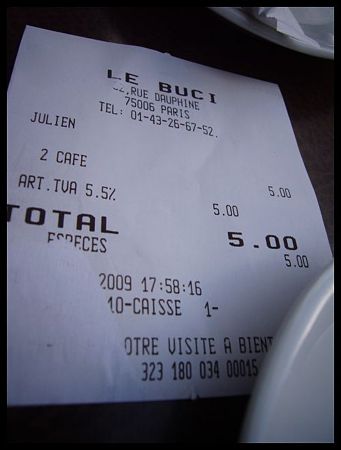 LE BUCI
,RUE DAUPHINE
75006 PARIS
TEL: 01-43-26-67-52.
JULIEN
2 CAFE 5.00
ART.TVA 5.5% 5.00
TOTAL 5.00
ESPECES 5.00
2009 17:58:16
10-CAISSE 1-
OTRE VISITE A BIENT
323 180 034 00015